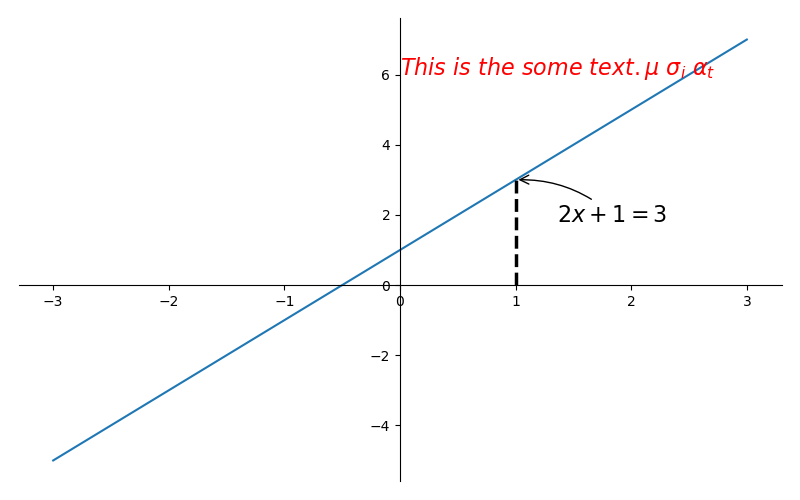 This is the some text. μ σᵢ αₜ
6
4
2x + 1 = 3
2
0
−3 −2 −1 0 1 2 3
−2
−4